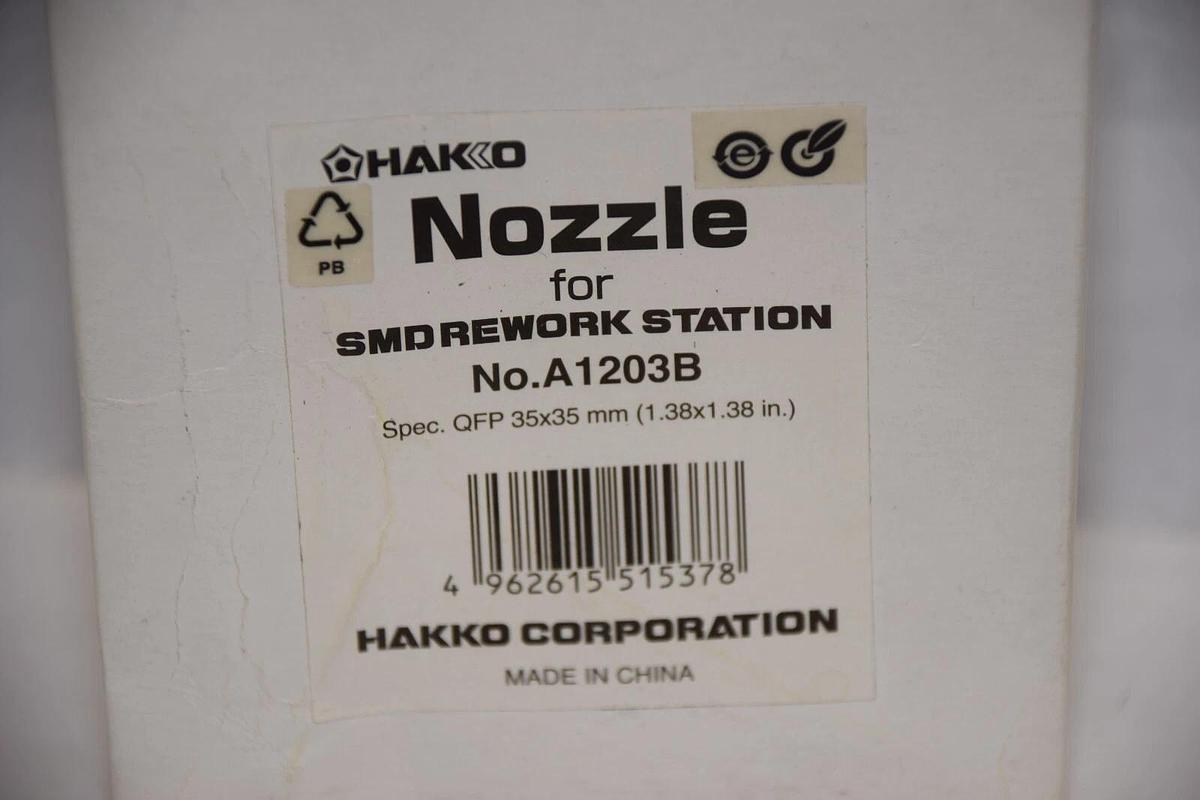 HAKKO
e
PB
Nozzle
for
SMD REWORK STATION
No.A1203B
Spec. QFP 35x35 mm (1.38x1.38 in.)
4 962615 515378
HAKKO CORPORATION
MADE IN CHINA